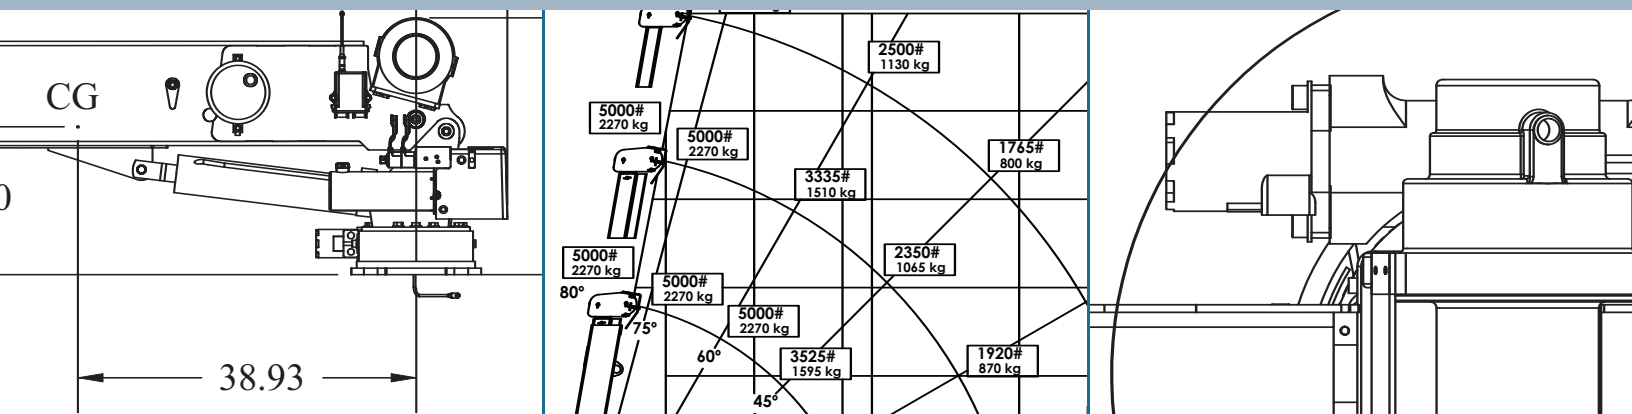 CG
0
38.93
2500#
1130 kg
5000#
2270 kg
5000#
2270 kg
1765#
800 kg
3335#
1510 kg
5000#
2270 kg
2350#
1065 kg
80°
5000#
2270 kg
5000#
2270 kg
75°
60°
3525#
1595 kg
1920#
870 kg
45°